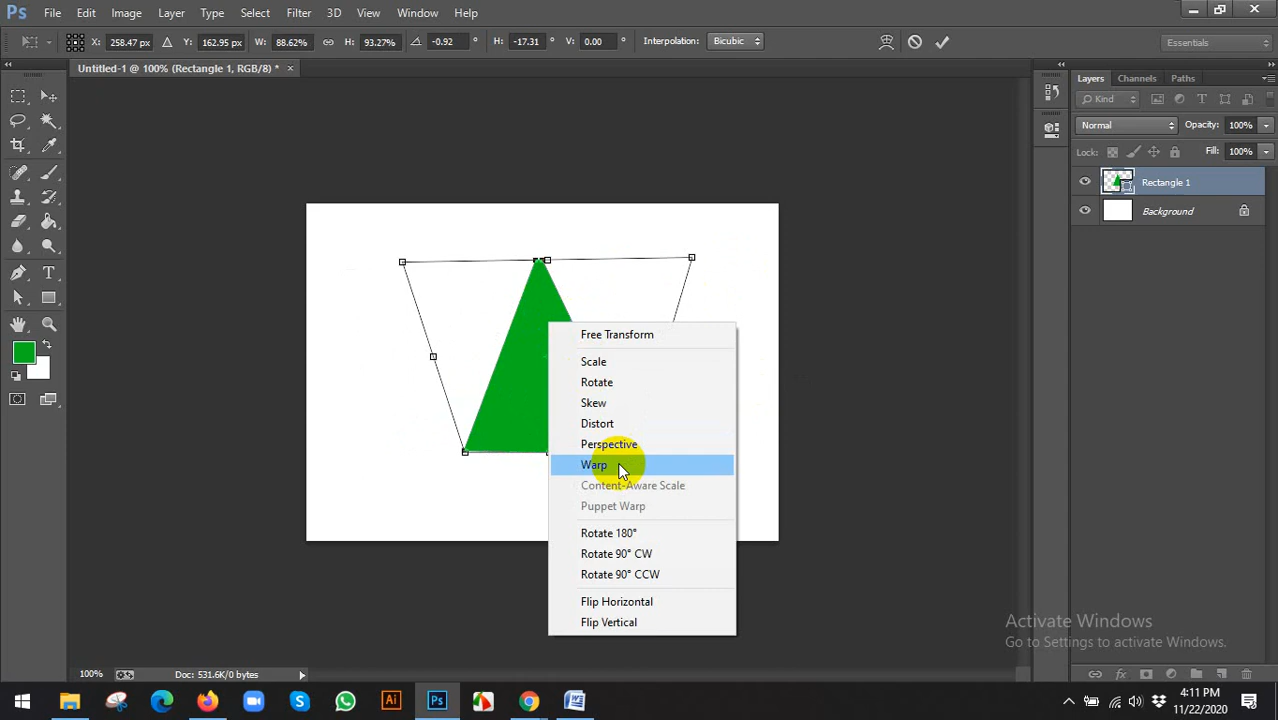 Ps File Edit Image Layer Type Select Filter 3D View Window Help
X: 258.47 px Y: 162.95 px W: 88.62% H: 93.27% -0.92 H: -17.31 V: 0.00 Interpolation: Bicubic Essentials
Untitled-1 @ 100% (Rectangle 1, RGB/8) * ×
Layers Channels Paths
Kind
Normal Opacity: 100%
Lock: Fill: 100%
Rectangle 1
Background
Free Transform
Scale
Rotate
Skew
Distort
Perspective
Warp
Content-Aware Scale
Puppet Warp
Rotate 180°
Rotate 90° CW
Rotate 90° CCW
Flip Horizontal
Flip Vertical
Activate Windows
Go to Settings to activate Windows.
100% Doc: 531.6K/0 bytes
Ai Ps
4:11 PM
11/22/2020